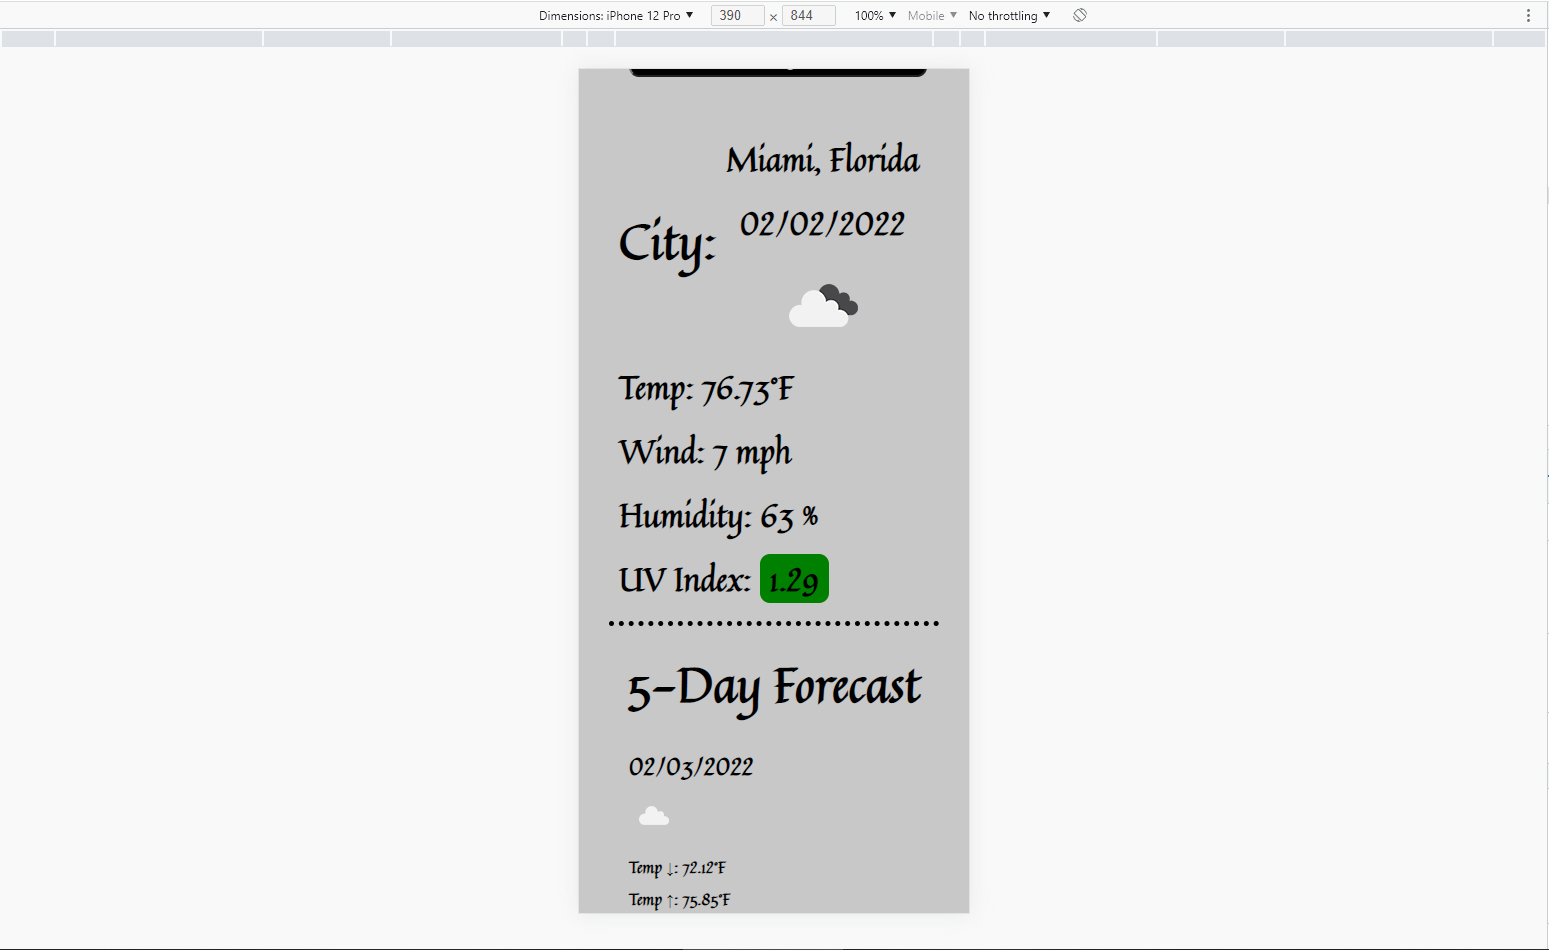 Dimensions: iPhone 12 Pro ▼ 390 × 844 100% ▼ Mobile ▼ No throttling ▼
Miami, Florida
City: 02/02/2022
Temp: 76.73°F
Wind: 7 mph
Humidity: 63 %
UV Index: 1.29
5-Day Forecast
02/03/2022
Temp ↓: 72.12°F
Temp ↑: 75.85°F